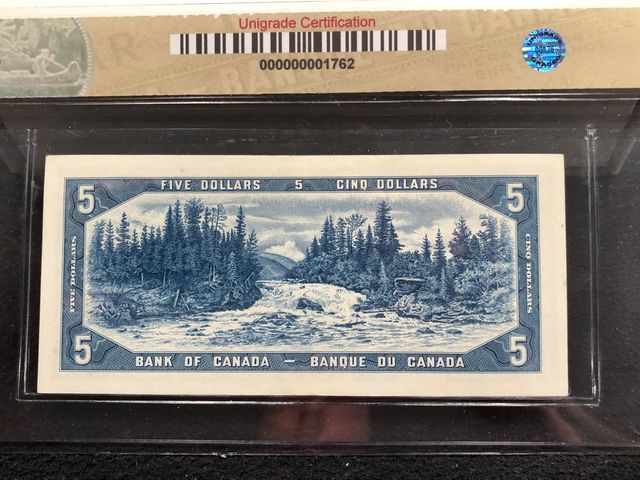 Unigrade Certification
000000001762
FIVE DOLLARS 5 CINQ DOLLARS
5 5
FIVE DOLLARS
CINQ DOLLARS
5 5
BANK OF CANADA — BANQUE DU CANADA